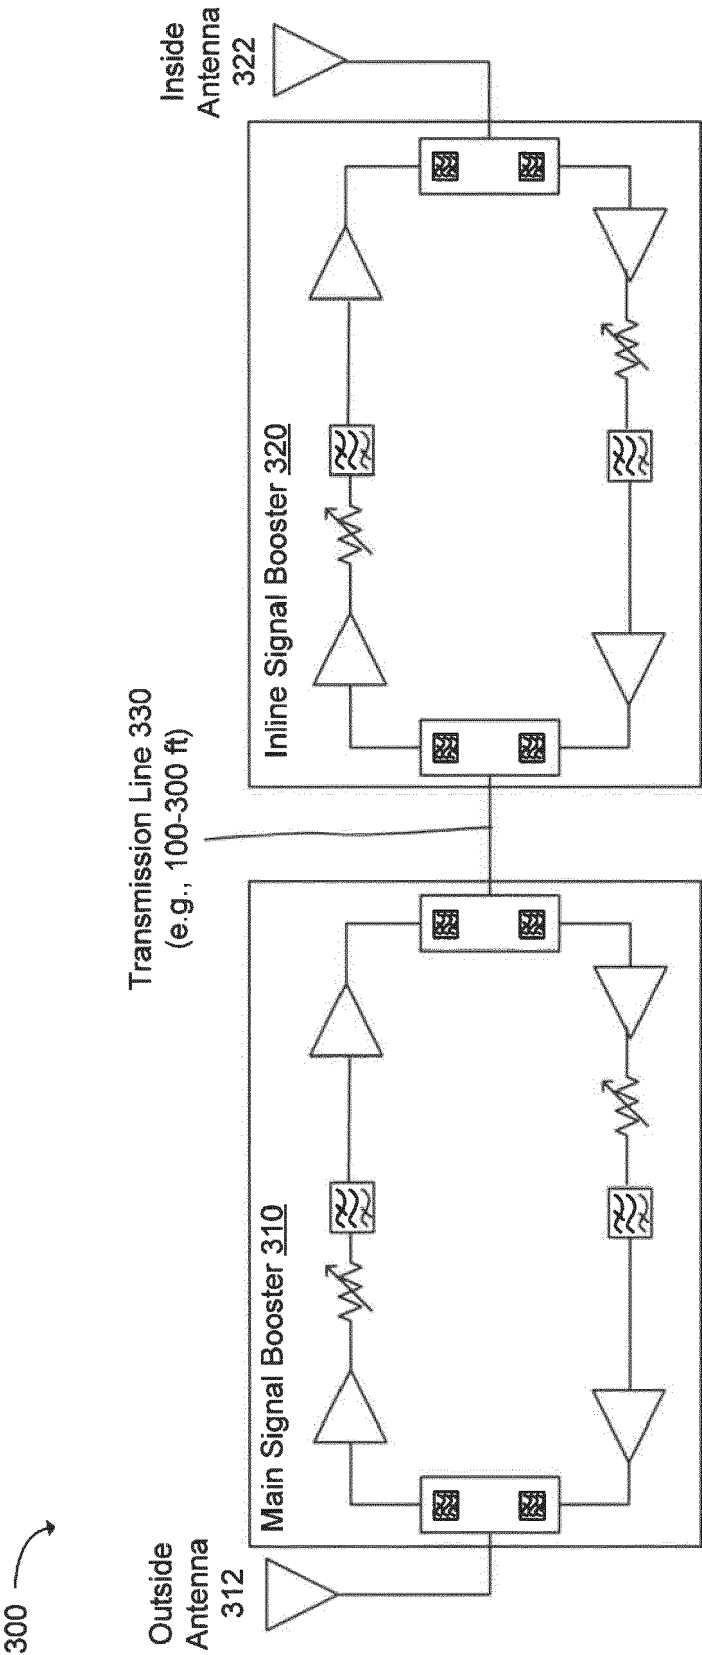 300
Outside
Antenna
312
Main Signal Booster 310
Transmission Line 330
(e.g., 100-300 ft)
Inline Signal Booster 320
Inside
Antenna
322